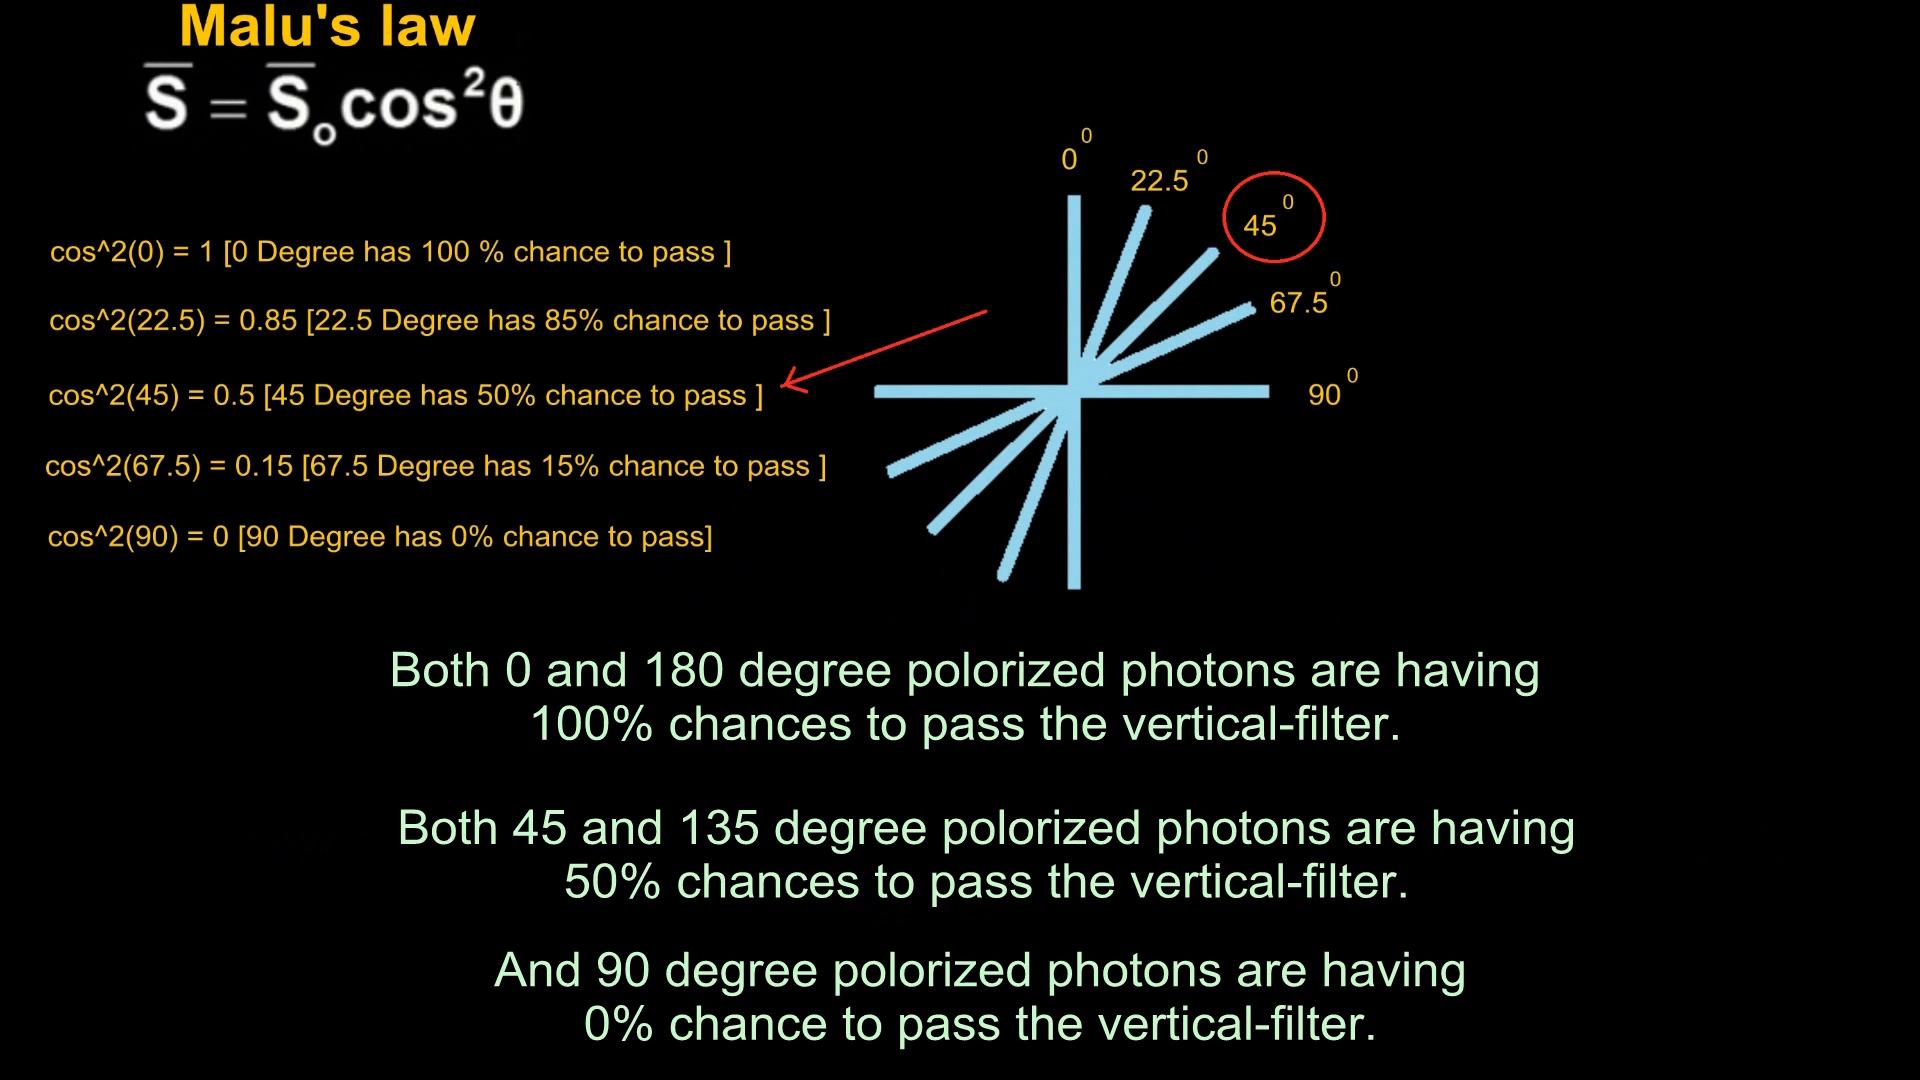 Malu's law
S = Socos²θ
0⁰
22.5⁰
45⁰
67.5⁰
90⁰
cos^2(0) = 1 [0 Degree has 100 % chance to pass ]
cos^2(22.5) = 0.85 [22.5 Degree has 85% chance to pass ]
cos^2(45) = 0.5 [45 Degree has 50% chance to pass ]
cos^2(67.5) = 0.15 [67.5 Degree has 15% chance to pass ]
cos^2(90) = 0 [90 Degree has 0% chance to pass]
Both 0 and 180 degree polorized photons are having
100% chances to pass the vertical-filter.
Both 45 and 135 degree polorized photons are having
50% chances to pass the vertical-filter.
And 90 degree polorized photons are having
0% chance to pass the vertical-filter.